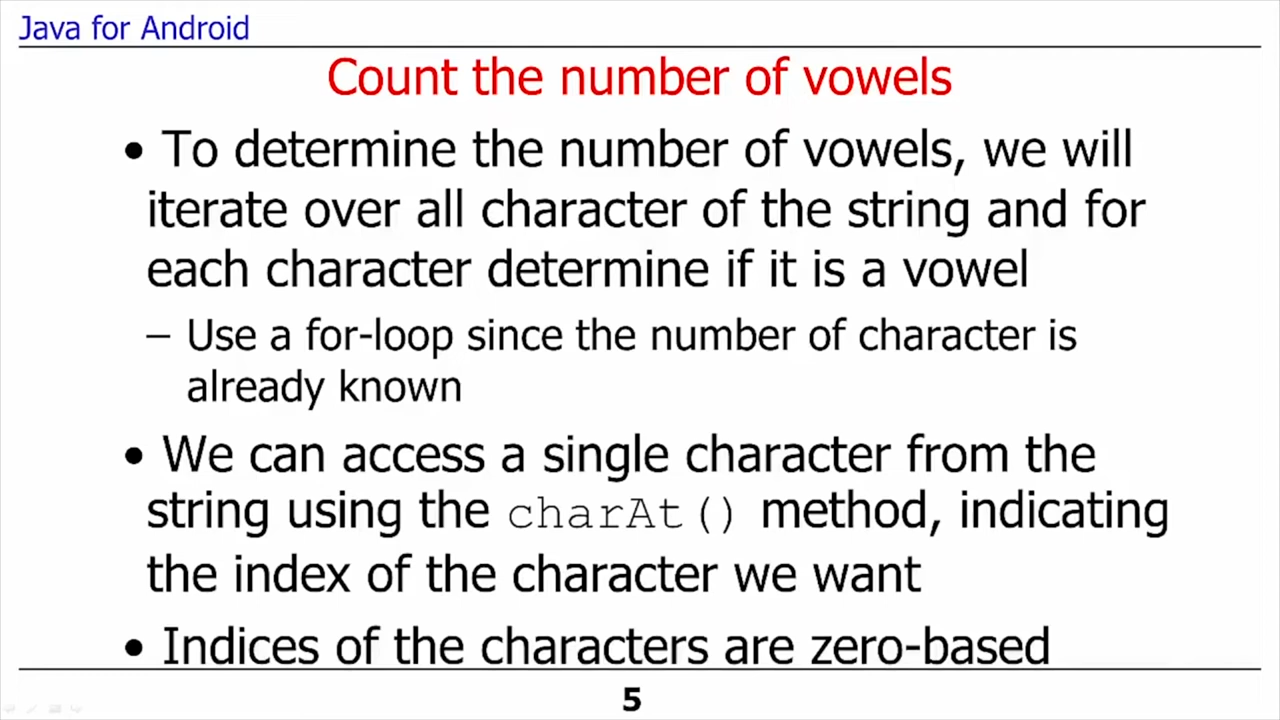 Java for Android
Count the number of vowels
• To determine the number of vowels, we will
iterate over all character of the string and for
each character determine if it is a vowel
– Use a for-loop since the number of character is
already known
• We can access a single character from the
string using the charAt() method, indicating
the index of the character we want
• Indices of the characters are zero-based
5